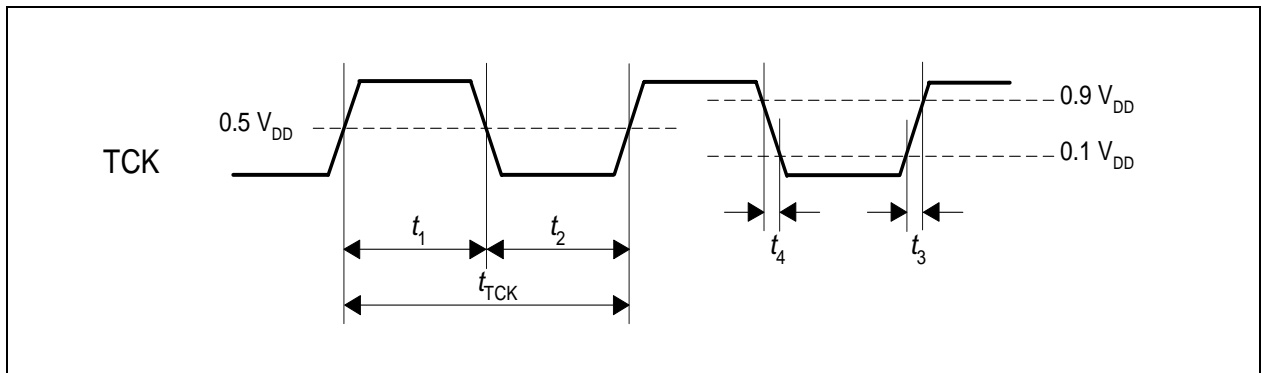 0.9 V_DD
0.5 V_DD
TCK
0.1 V_DD
t_1
t_2
t_4
t_3
t_TCK